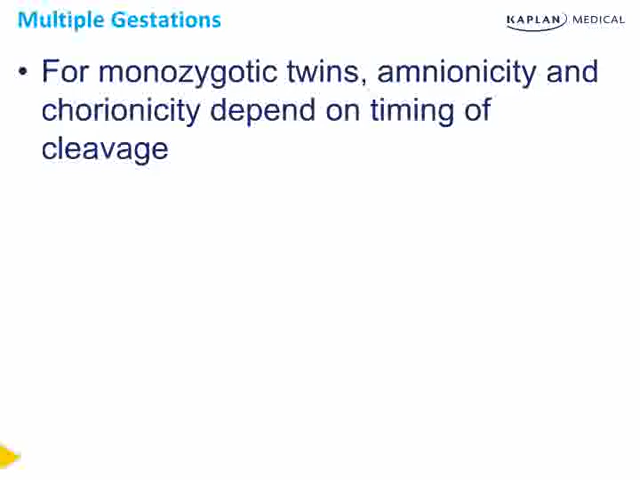 Multiple Gestations
KAPLAN MEDICAL
• For monozygotic twins, amnionicity and
chorionicity depend on timing of
cleavage